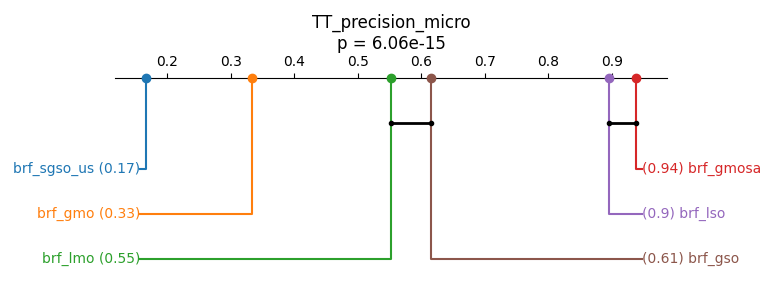 TT_precision_micro
p = 6.06e-15
0.2 0.3 0.4 0.5 0.6 0.7 0.8 0.9
brf_sgso_us (0.17) (0.94) brf_gmosa
brf_gmo (0.33) (0.9) brf_lso
brf_lmo (0.55) (0.61) brf_gso